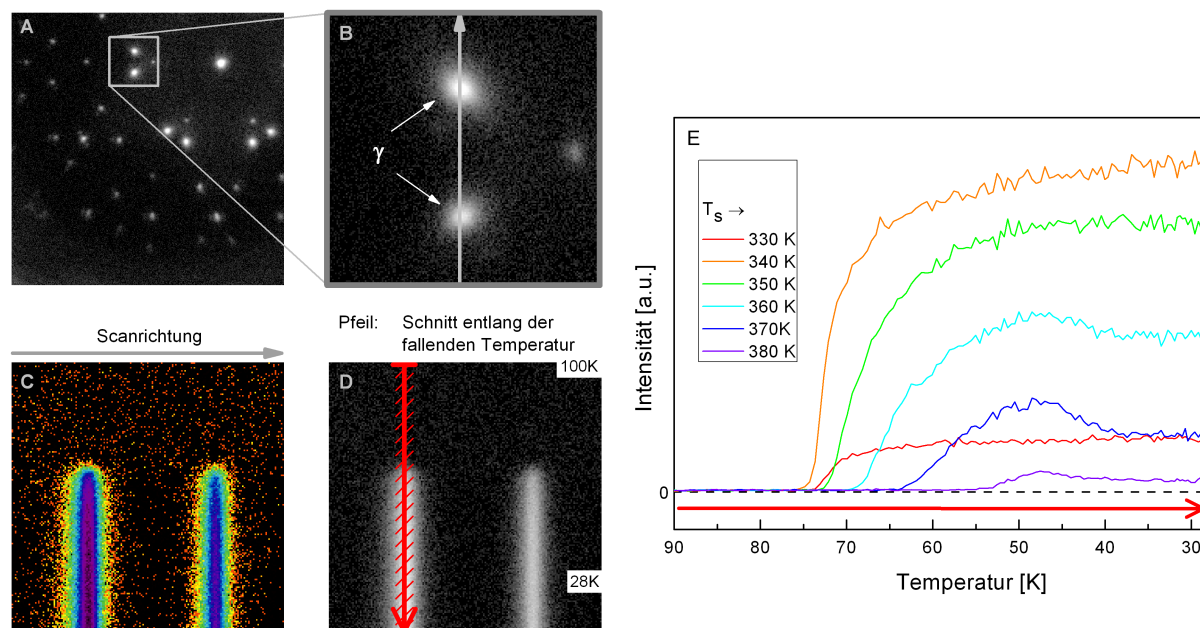 A
B
γ
Scanrichtung
Pfeil: Schnitt entlang der
fallenden Temperatur
C
D
100K
28K
E
Ts →
330 K
340 K
350 K
360 K
370K
380 K
Intensität [a.u.]
0
90 80 70 60 50 40 30
Temperatur [K]